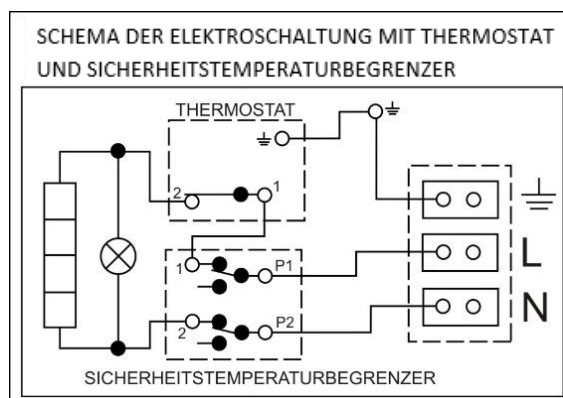 SCHEMA DER ELEKTROSCHALTUNG MIT THERMOSTAT
UND SICHERHEITSTEMPERATURBEGRENZER
THERMOSTAT
2
1
1
P1
L
2
P2
N
SICHERHEITSTEMPERATURBEGRENZER